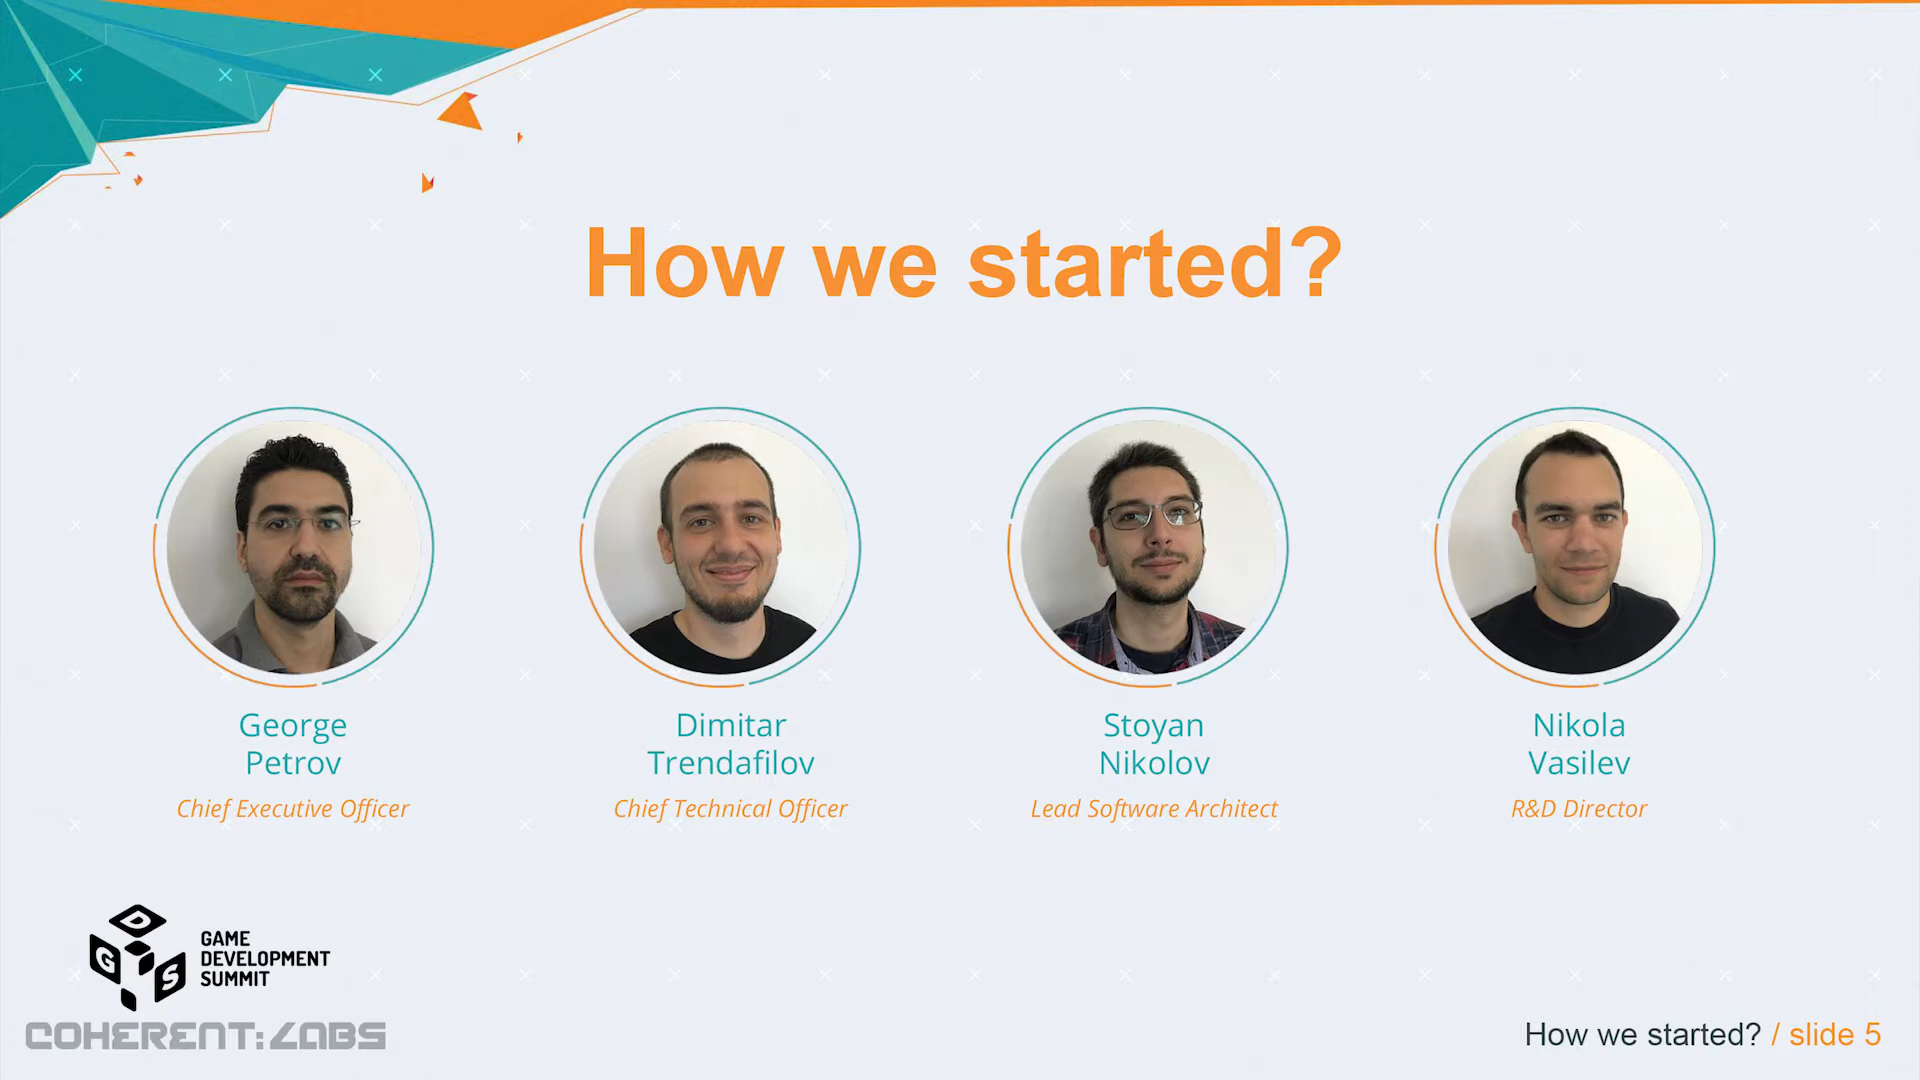 How we started?
George
Petrov
Chief Executive Officer
Dimitar
Trendafilov
Chief Technical Officer
Stoyan
Nikolov
Lead Software Architect
Nikola
Vasilev
R&D Director
D
G
S
GAME
DEVELOPMENT
SUMMIT
COHERENT:LABS
How we started? / slide 5